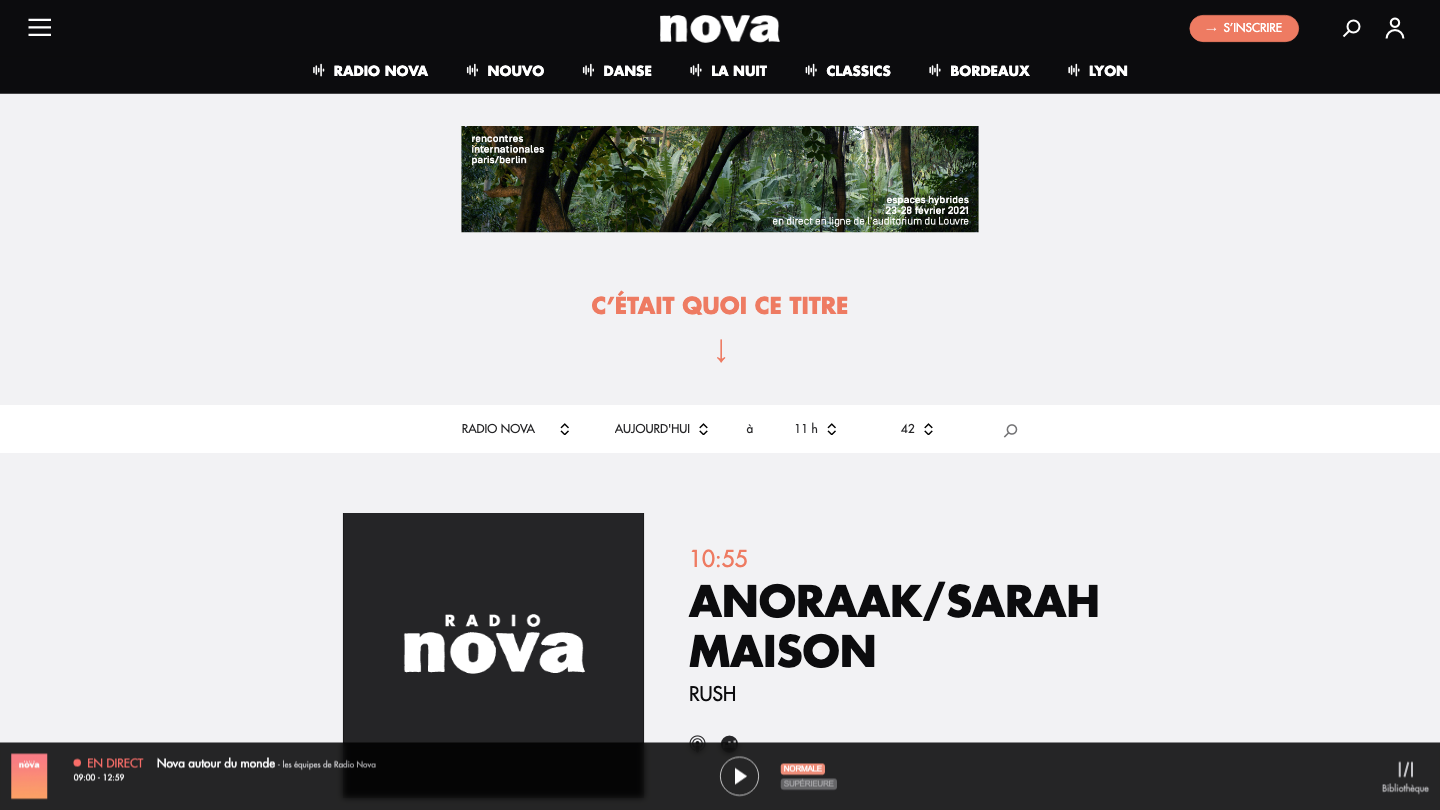 nova
→ S'INSCRIRE
RADIO NOVA
NOUVO
DANSE
LA NUIT
CLASSICS
BORDEAUX
LYON
rencontres
internationales
paris/berlin
espaces hybrides
23-28 février 2021
en direct en ligne de l'auditorium du Louvre
C'ÉTAIT QUOI CE TITRE
↓
RADIO NOVA
AUJOURD'HUI
à
11 h
42
RADIO
nova
10:55
ANORAAK/SARAH
MAISON
RUSH
nova
EN DIRECT
Nova autour du monde - les équipes de Radio Nova
09:00 - 12:59
NORMALE
SUPÉRIEURE
Bibliothèque